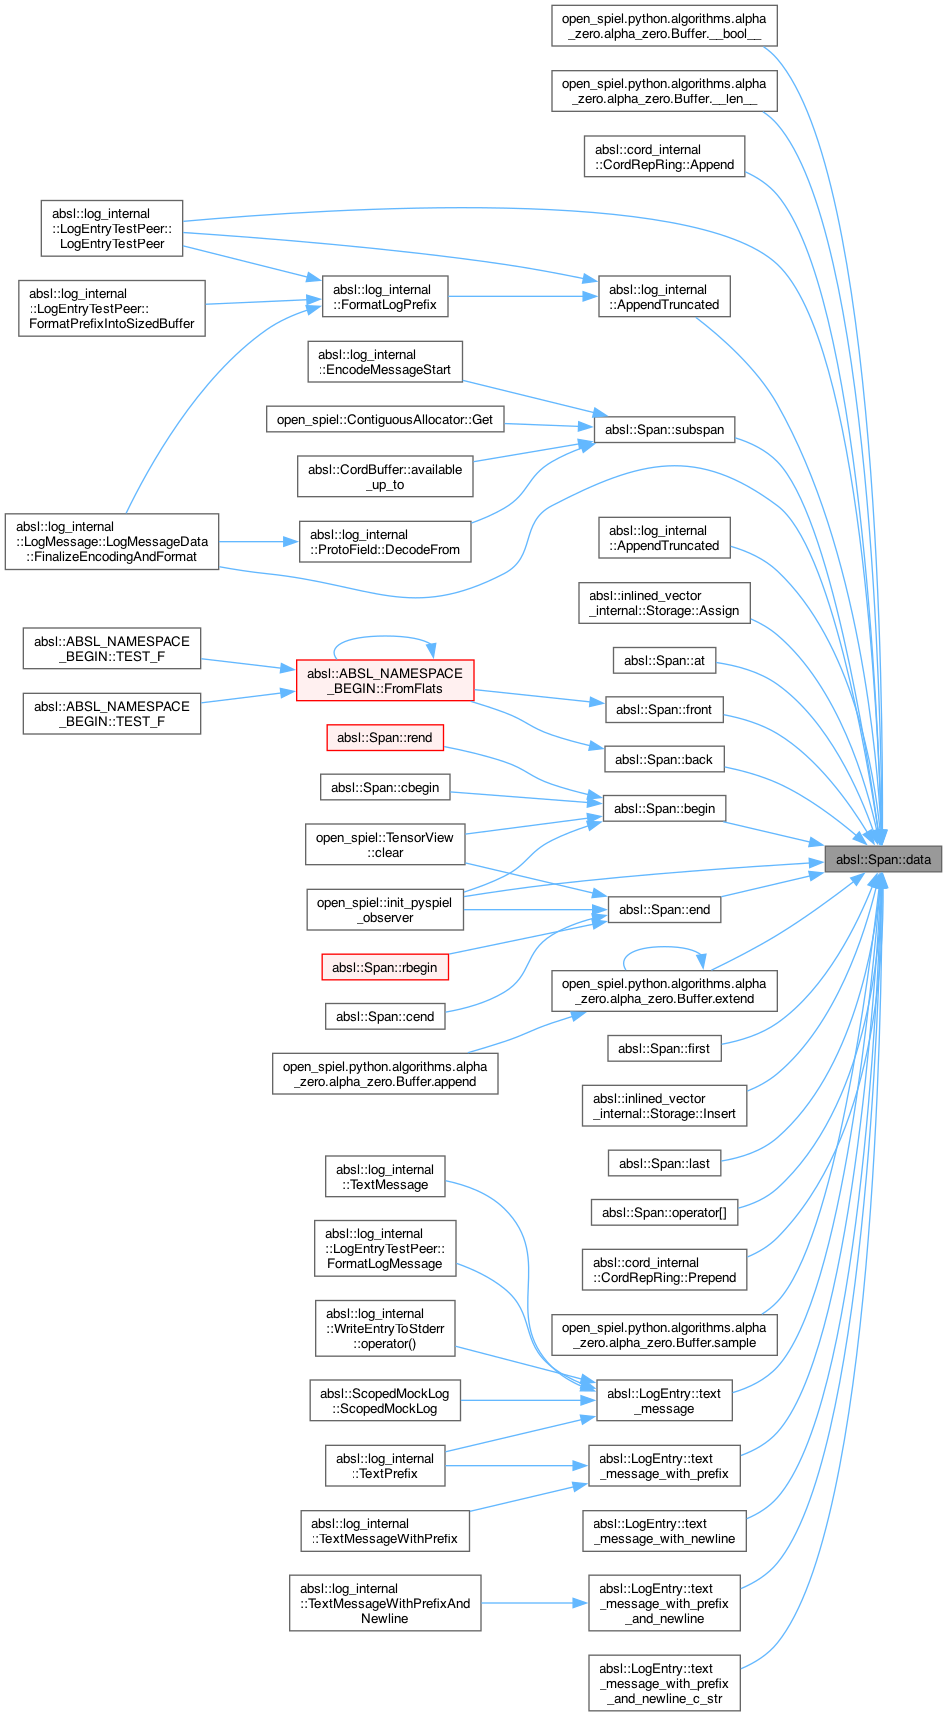 open_spiel.python.algorithms.alpha
_zero.alpha_zero.Buffer.__bool__
open_spiel.python.algorithms.alpha
_zero.alpha_zero.Buffer.__len__
absl::cord_internal
::CordRepRing::Append
absl::log_internal
::LogEntryTestPeer::
LogEntryTestPeer
absl::log_internal
::LogEntryTestPeer::
FormatPrefixIntoSizedBuffer
absl::log_internal
::FormatLogPrefix
absl::log_internal
::AppendTruncated
absl::log_internal
::EncodeMessageStart
open_spiel::ContiguousAllocator::Get
absl::Span::subspan
absl::CordBuffer::available
_up_to
absl::log_internal
::LogMessage::LogMessageData
::FinalizeEncodingAndFormat
absl::log_internal
::ProtoField::DecodeFrom
absl::log_internal
::AppendTruncated
absl::inlined_vector
_internal::Storage::Assign
absl::ABSL_NAMESPACE
_BEGIN::TEST_F
absl::ABSL_NAMESPACE
_BEGIN::TEST_F
absl::ABSL_NAMESPACE
_BEGIN::FromFlats
absl::Span::at
absl::Span::front
absl::Span::rend
absl::Span::back
absl::Span::cbegin
absl::Span::begin
open_spiel::TensorView
::clear
absl::Span::data
open_spiel::init_pyspiel
_observer
absl::Span::end
absl::Span::rbegin
open_spiel.python.algorithms.alpha
_zero.alpha_zero.Buffer.extend
absl::Span::cend
absl::Span::first
open_spiel.python.algorithms.alpha
_zero.alpha_zero.Buffer.append
absl::inlined_vector
_internal::Storage::Insert
absl::Span::last
absl::log_internal
::TextMessage
absl::Span::operator[]
absl::log_internal
::LogEntryTestPeer::
FormatLogMessage
absl::cord_internal
::CordRepRing::Prepend
absl::log_internal
::WriteEntryToStderr
::operator()
open_spiel.python.algorithms.alpha
_zero.alpha_zero.Buffer.sample
absl::ScopedMockLog
::ScopedMockLog
absl::LogEntry::text
_message
absl::log_internal
::TextPrefix
absl::LogEntry::text
_message_with_prefix
absl::log_internal
::TextMessageWithPrefix
absl::LogEntry::text
_message_with_newline
absl::log_internal
::TextMessageWithPrefixAnd
Newline
absl::LogEntry::text
_message_with_prefix
_and_newline
absl::LogEntry::text
_message_with_prefix
_and_newline_c_str